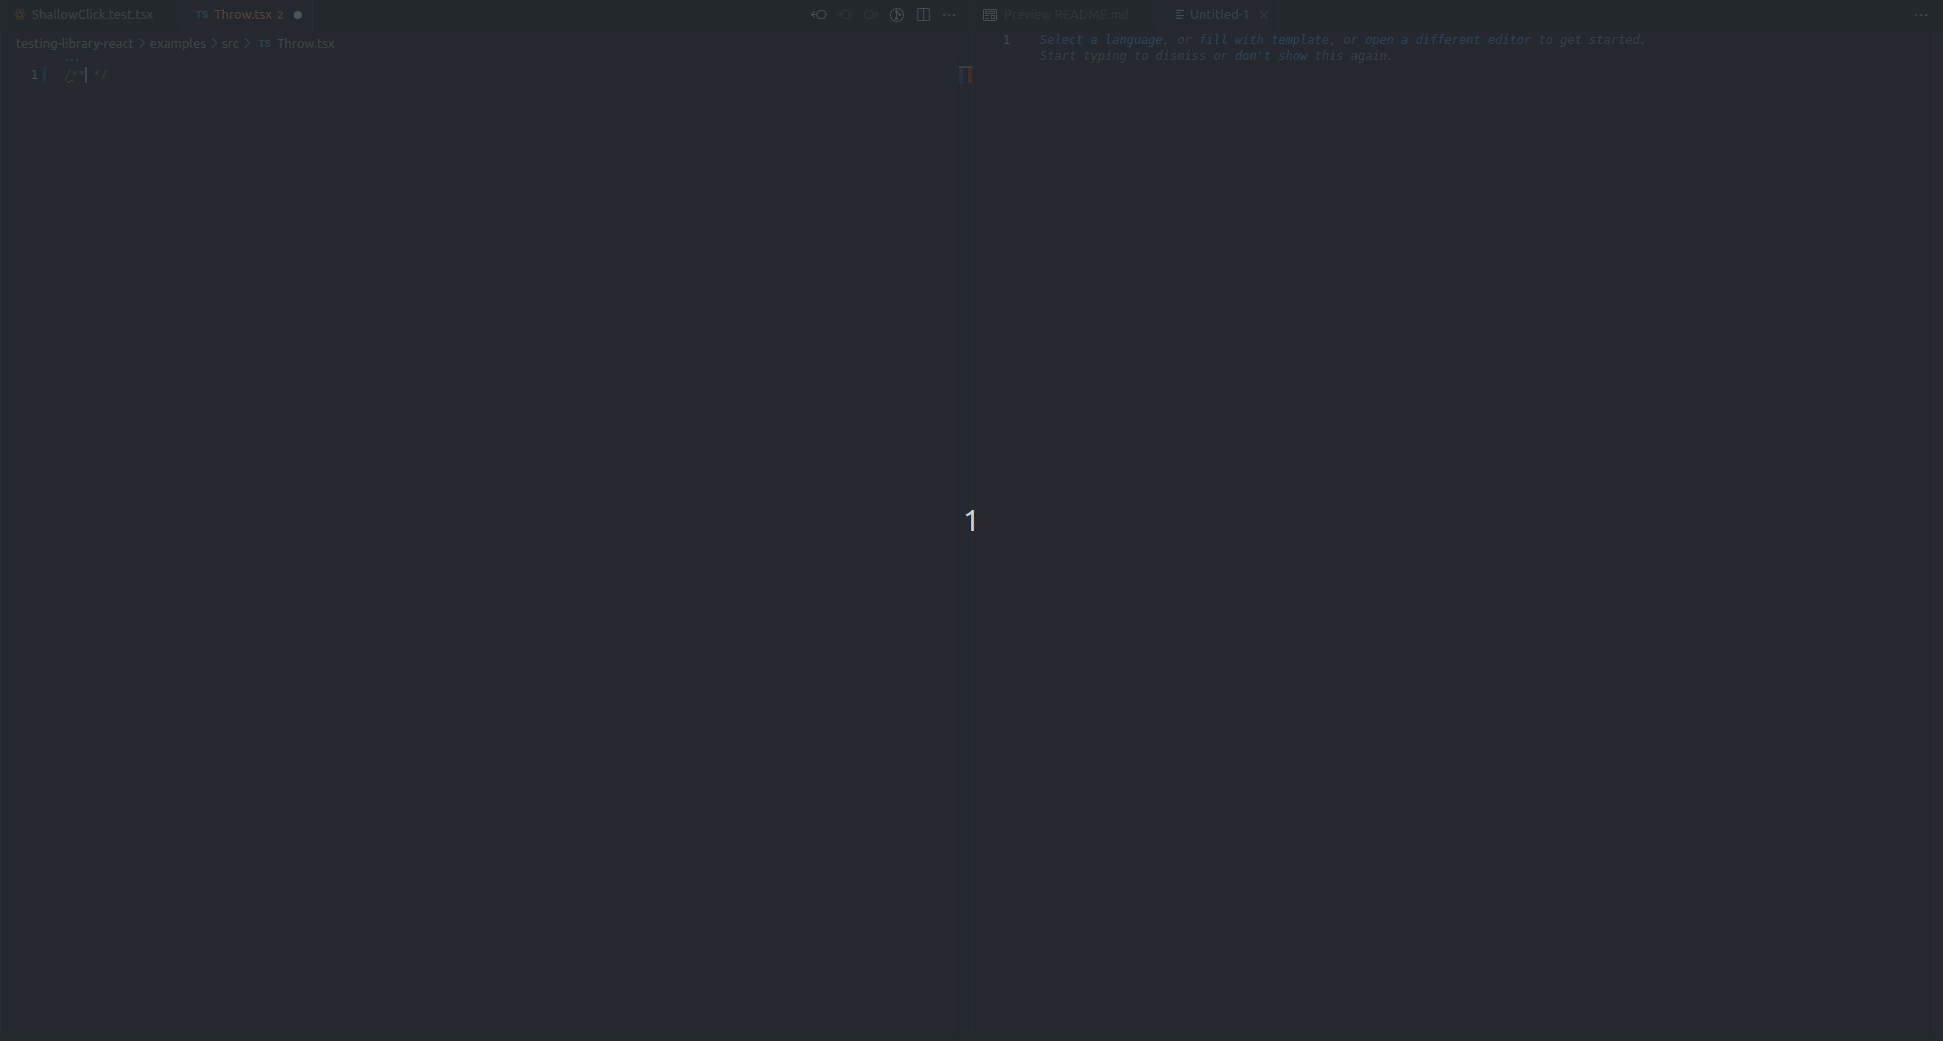 ShallowClick.test.tsx
TS Throw.tsx 2
Preview README.md
Untitled-1
testing-library-react > examples > src > TS Throw.tsx
...
1 /** */
1 Select a language, or fill with template, or open a different editor to get started.
Start typing to dismiss or don't show this again.
1